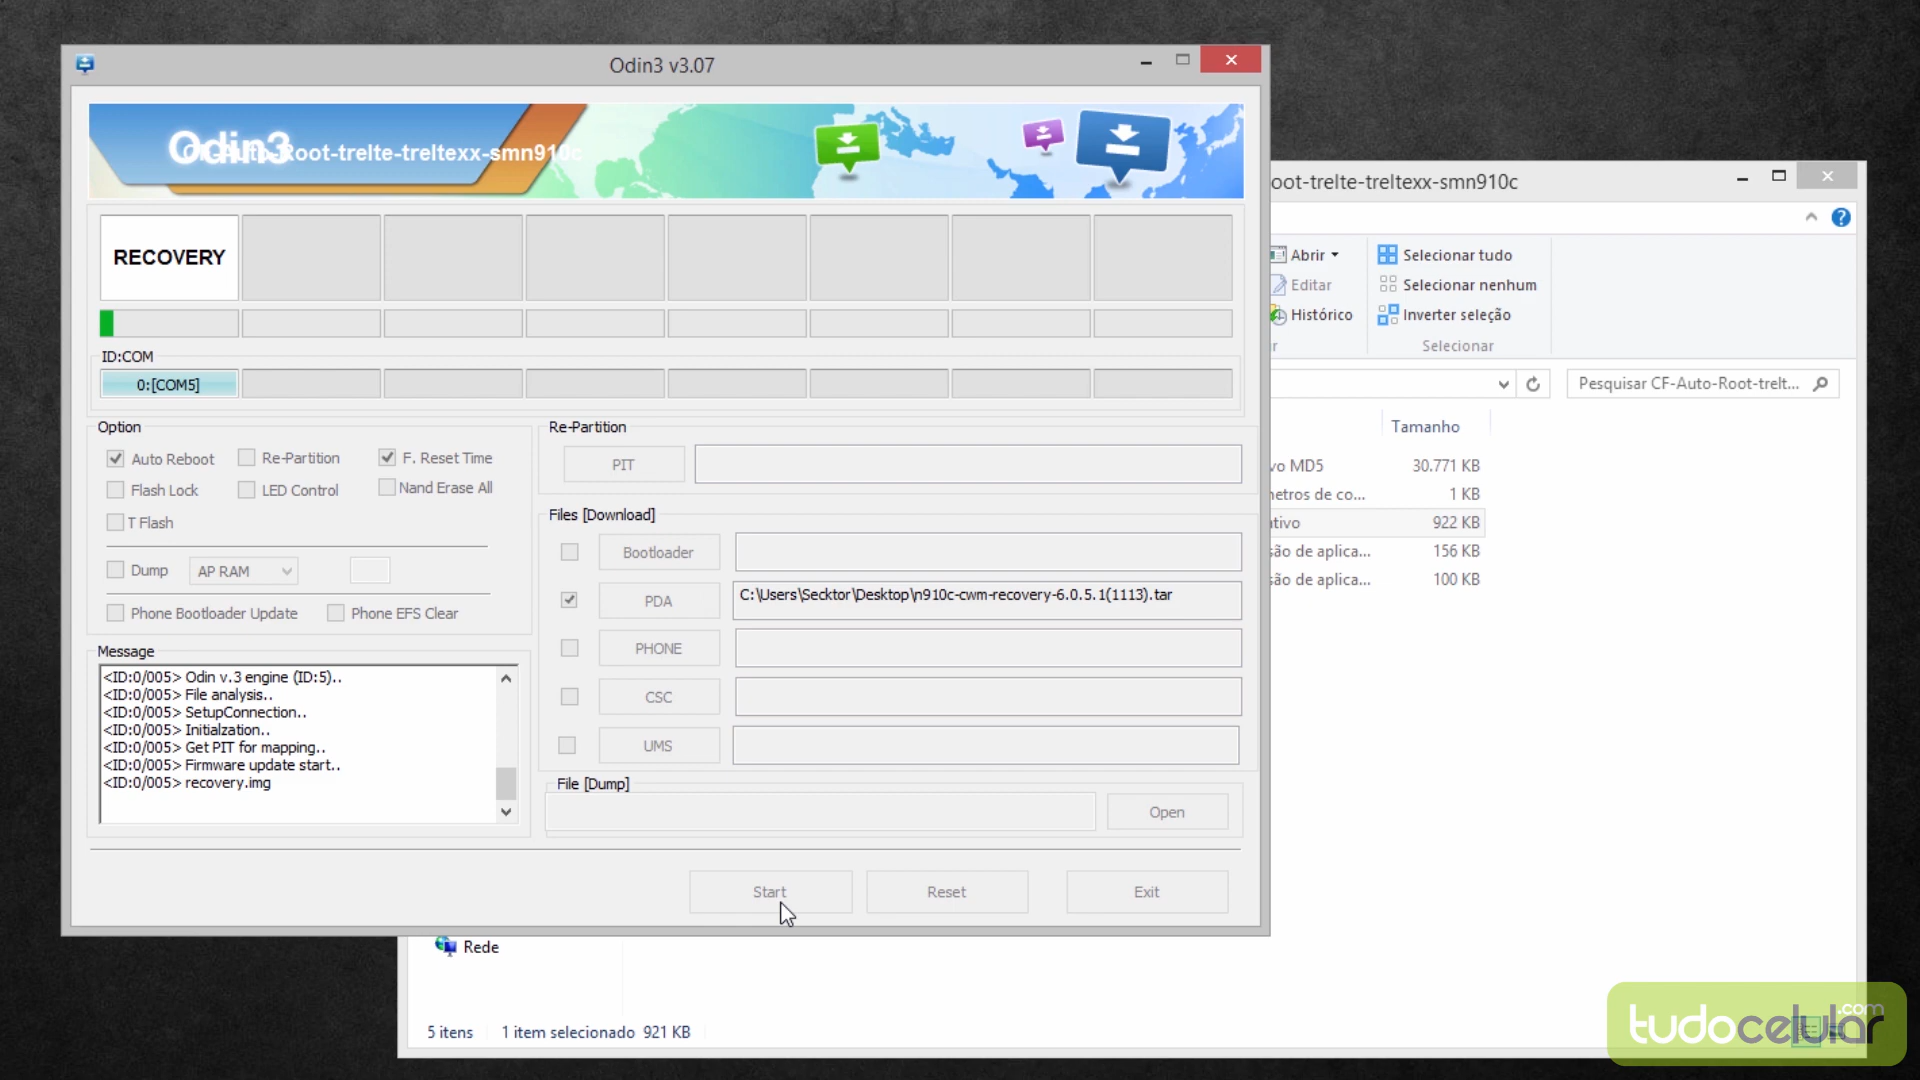 Odin3 v3.07
Odin3
CF-Auto-Root-trelte-treltexx-smn910c
RECOVERY
ID:COM
0:[COM5]
Option
Auto Reboot
Re-Partition
F. Reset Time
Flash Lock
LED Control
Nand Erase All
T Flash
Dump
AP RAM
Phone Bootloader Update
Phone EFS Clear
Message
<ID:0/005> Odin v.3 engine (ID:5)..
<ID:0/005> File analysis..
<ID:0/005> SetupConnection..
<ID:0/005> Initialzation..
<ID:0/005> Get PIT for mapping..
<ID:0/005> Firmware update start..
<ID:0/005> recovery.img
Re-Partition
PIT
Files [Download]
Bootloader
PDA
C:\Users\Secktor\Desktop\n910c-cwm-recovery-6.0.5.1(1113).tar
PHONE
CSC
UMS
File [Dump]
Open
Start
Reset
Exit
oot-trelte-treltexx-smn910c
Abrir
Selecionar tudo
Editar
Selecionar nenhum
Histórico
Inverter seleção
r
Selecionar
Pesquisar CF-Auto-Root-trelt...
Tamanho
vo MD5
30.771 KB
netros de co...
1 KB
ativo
922 KB
são de aplica...
156 KB
são de aplica...
100 KB
Rede
5 itens
1 item selecionado 921 KB
tudocelular.com